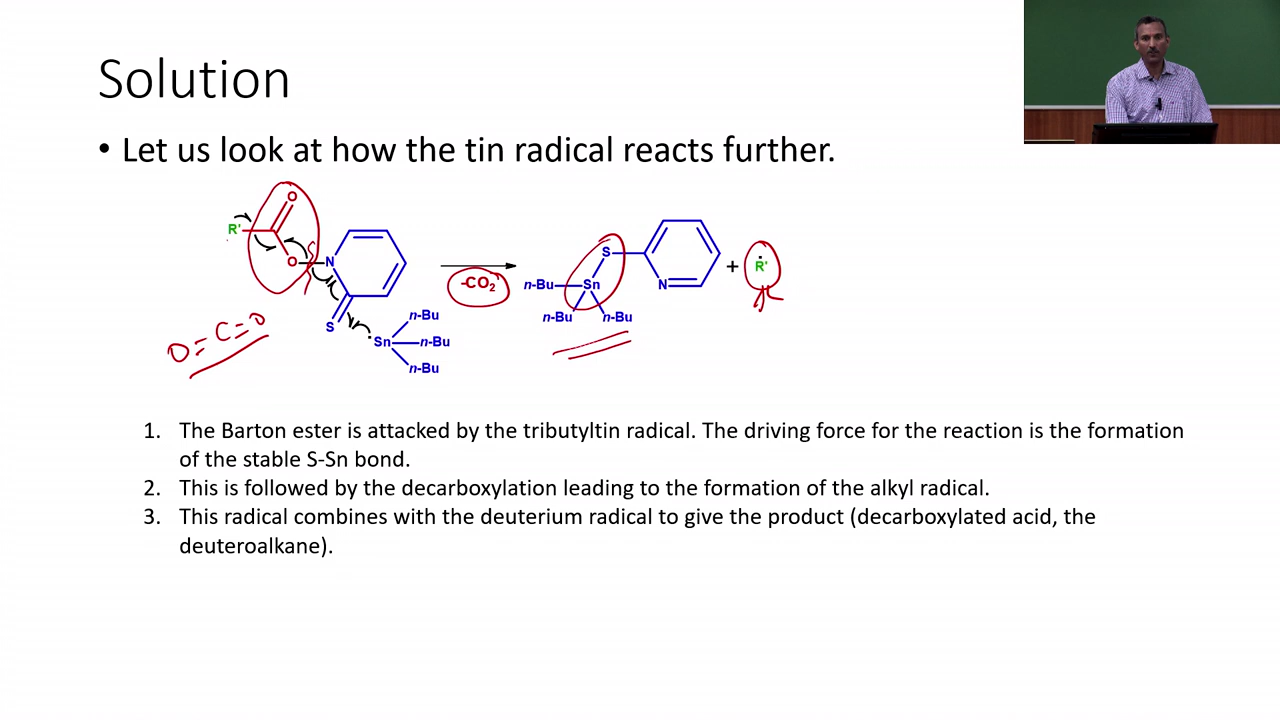 Solution
• Let us look at how the tin radical reacts further.
O
R'
O
N
S
Sn
n-Bu
n-Bu
n-Bu
O=C=O
-CO2
S
n-Bu
Sn
N
n-Bu
n-Bu
+
R'
1. The Barton ester is attacked by the tributyltin radical. The driving force for the reaction is the formation
of the stable S-Sn bond.
2. This is followed by the decarboxylation leading to the formation of the alkyl radical.
3. This radical combines with the deuterium radical to give the product (decarboxylated acid, the
deuteroalkane).